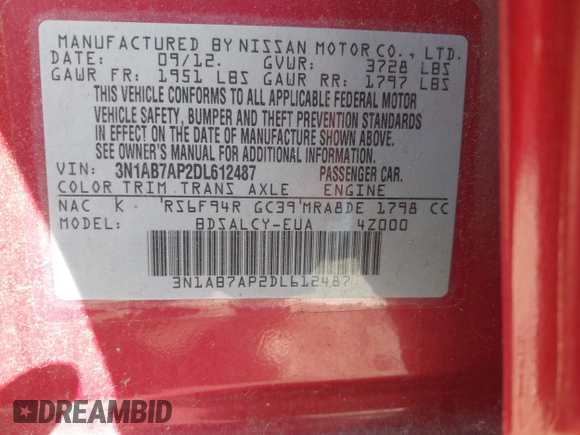 MANUFACTURED BY NISSAN MOTOR CO., LTD.
DATE: 09/12. GVWR: 3728 LBS
GAWR FR: 1951 LBS GAWR RR: 1797 LBS
THIS VEHICLE CONFORMS TO ALL APPLICABLE FEDERAL MOTOR
VEHICLE SAFETY, BUMPER AND THEFT PREVENTION STANDARDS
IN EFFECT ON THE DATE OF MANUFACTURE SHOWN ABOVE.
SEE OWNER'S MANUAL FOR ADDITIONAL INFORMATION.
VIN: 3N1AB7AP2DL612487 PASSENGER CAR.
COLOR TRIM TRANS AXLE ENGINE
NAC K RS6F94R GC39 MRA8DE 1798 CC
MODEL: BDSALCY-EUA 4Z000
3N1AB7AP2DL612487
DREAMBID